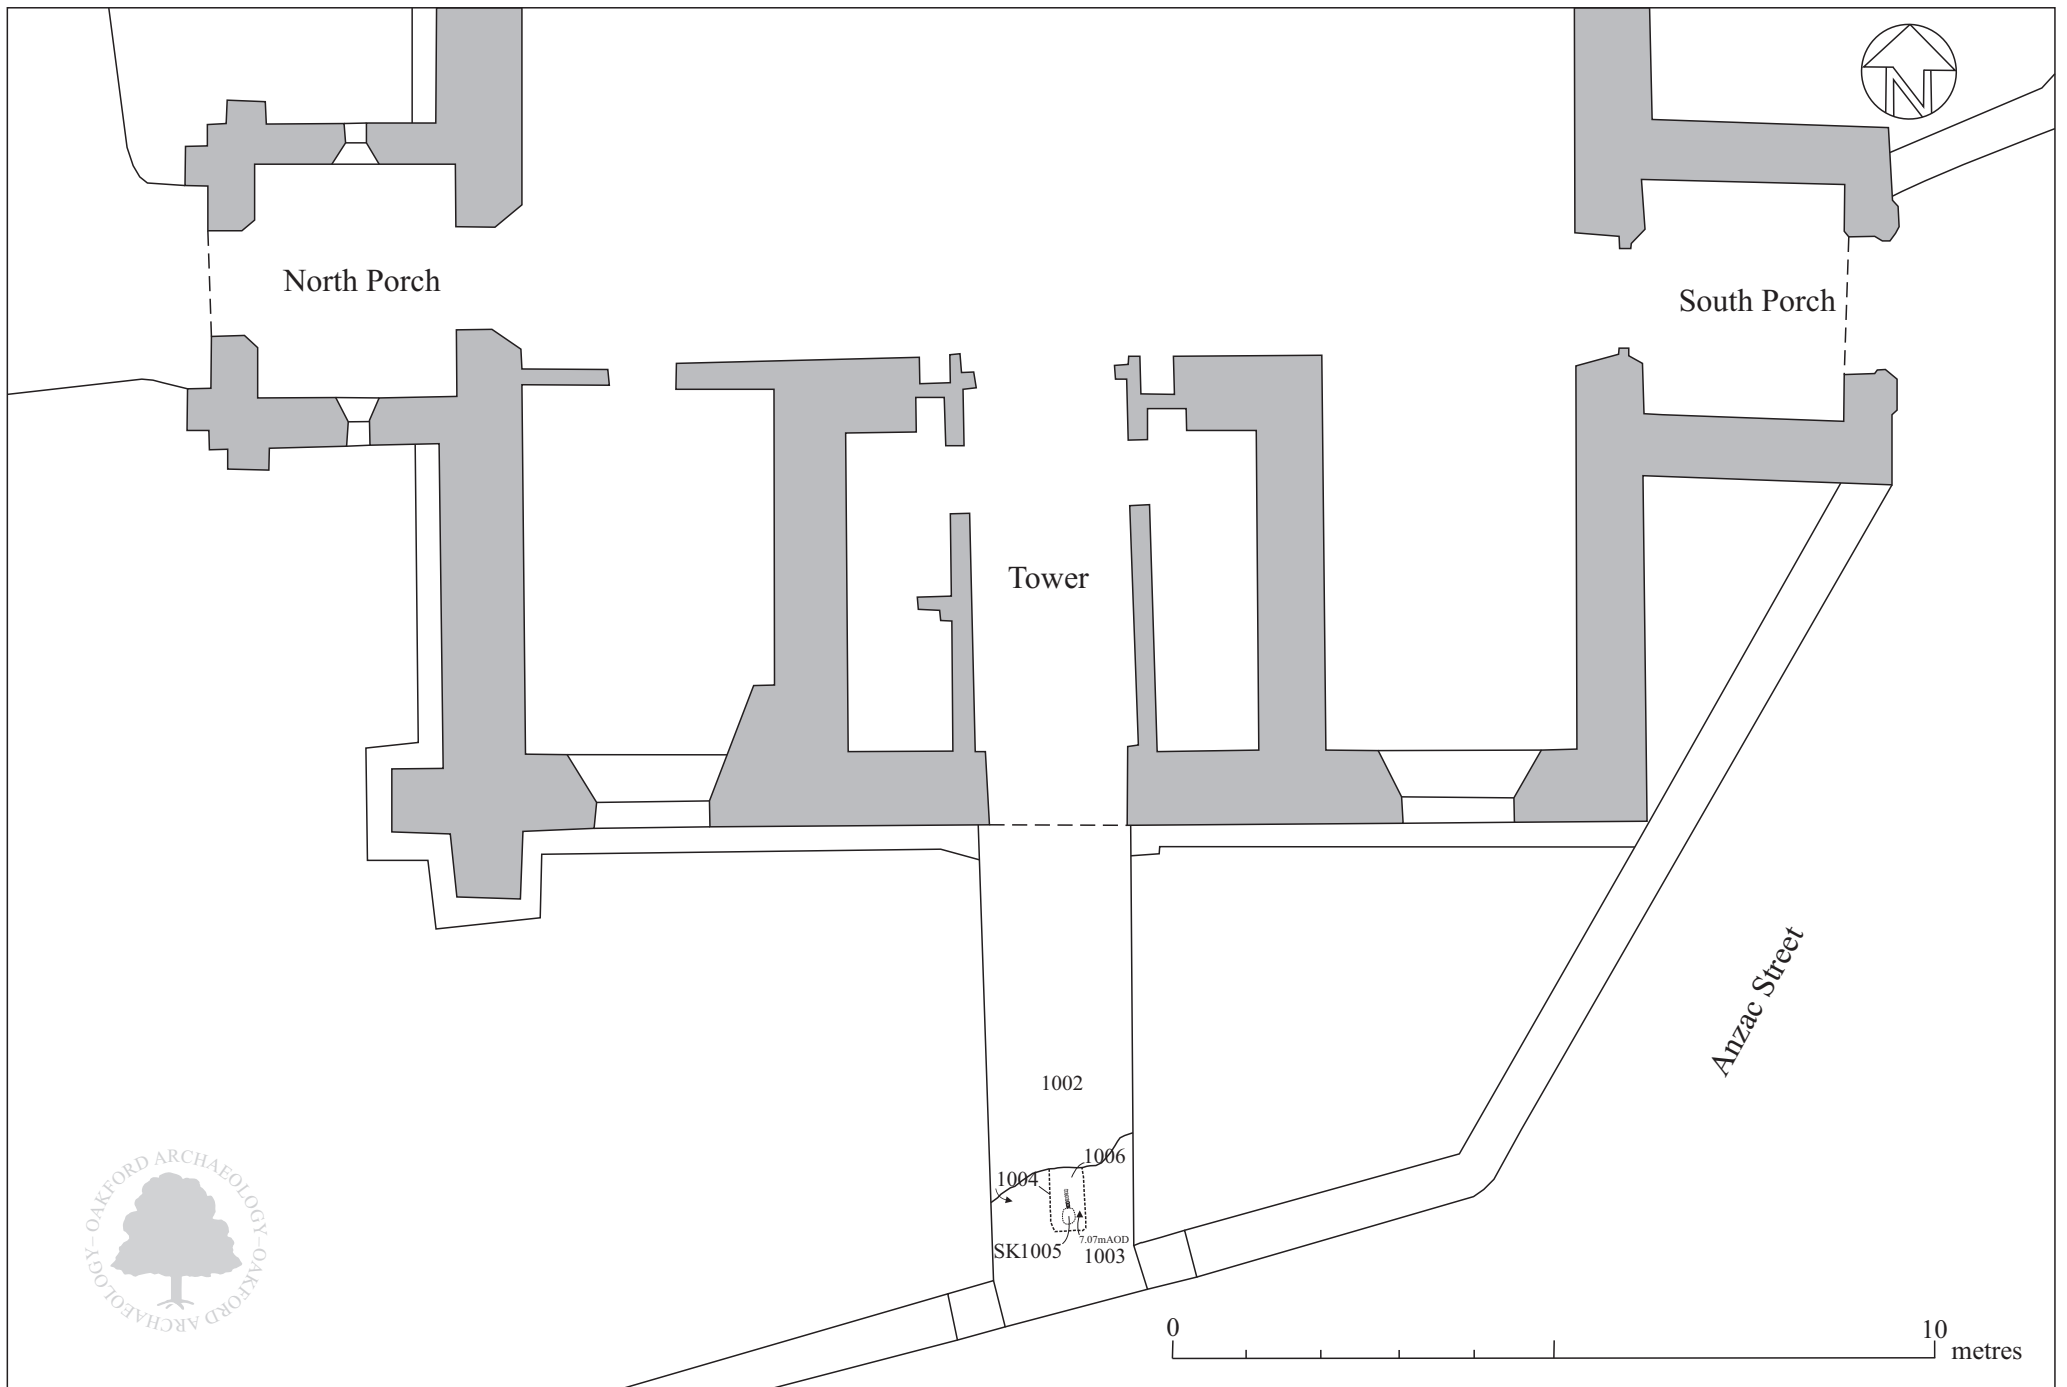 N
North Porch
South Porch
Tower
Anzac Street
1002
1006
1004
SK1005
7.07mAOD
1003
OAKFORD ARCHAEOLOGY–OAKFORD ARCHAEOLOGY–
0
10
metres